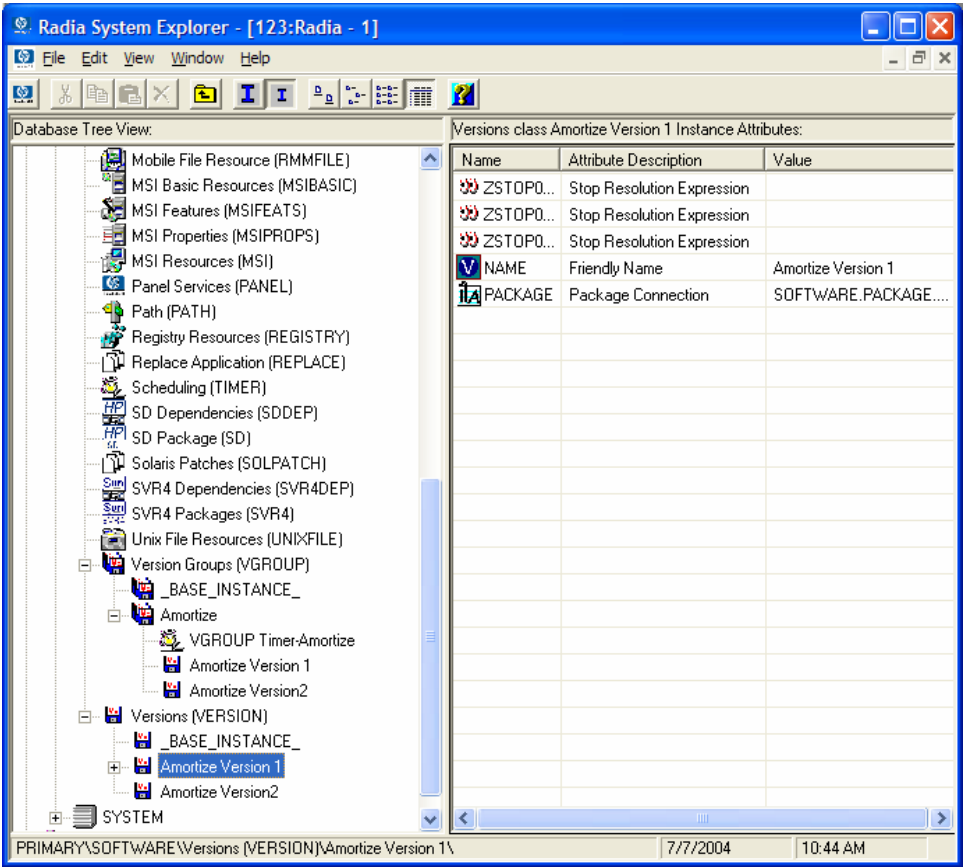 Radia System Explorer - [123:Radia - 1]
File Edit View Window Help
Database Tree View:
Mobile File Resource (RMMFILE)
MSI Basic Resources (MSIBASIC)
MSI Features (MSIFEATS)
MSI Properties (MSIPROPS)
MSI Resources (MSI)
Panel Services (PANEL)
Path (PATH)
Registry Resources (REGISTRY)
Replace Application (REPLACE)
Scheduling (TIMER)
SD Dependencies (SDDEP)
SD Package (SD)
Solaris Patches (SOLPATCH)
SVR4 Dependencies (SVR4DEP)
SVR4 Packages (SVR4)
Unix File Resources (UNIXFILE)
Version Groups (VGROUP)
_BASE_INSTANCE_
Amortize
VGROUP Timer-Amortize
Amortize Version 1
Amortize Version2
Versions (VERSION)
_BASE_INSTANCE_
Amortize Version 1
Amortize Version2
SYSTEM
Versions class Amortize Version 1 Instance Attributes:
Name Attribute Description Value
ZSTOP0... Stop Resolution Expression
ZSTOP0... Stop Resolution Expression
ZSTOP0... Stop Resolution Expression
NAME Friendly Name Amortize Version 1
PACKAGE Package Connection SOFTWARE.PACKAGE....
PRIMARY\SOFTWARE\Versions (VERSION)\Amortize Version 1\ 7/7/2004 10:44 AM